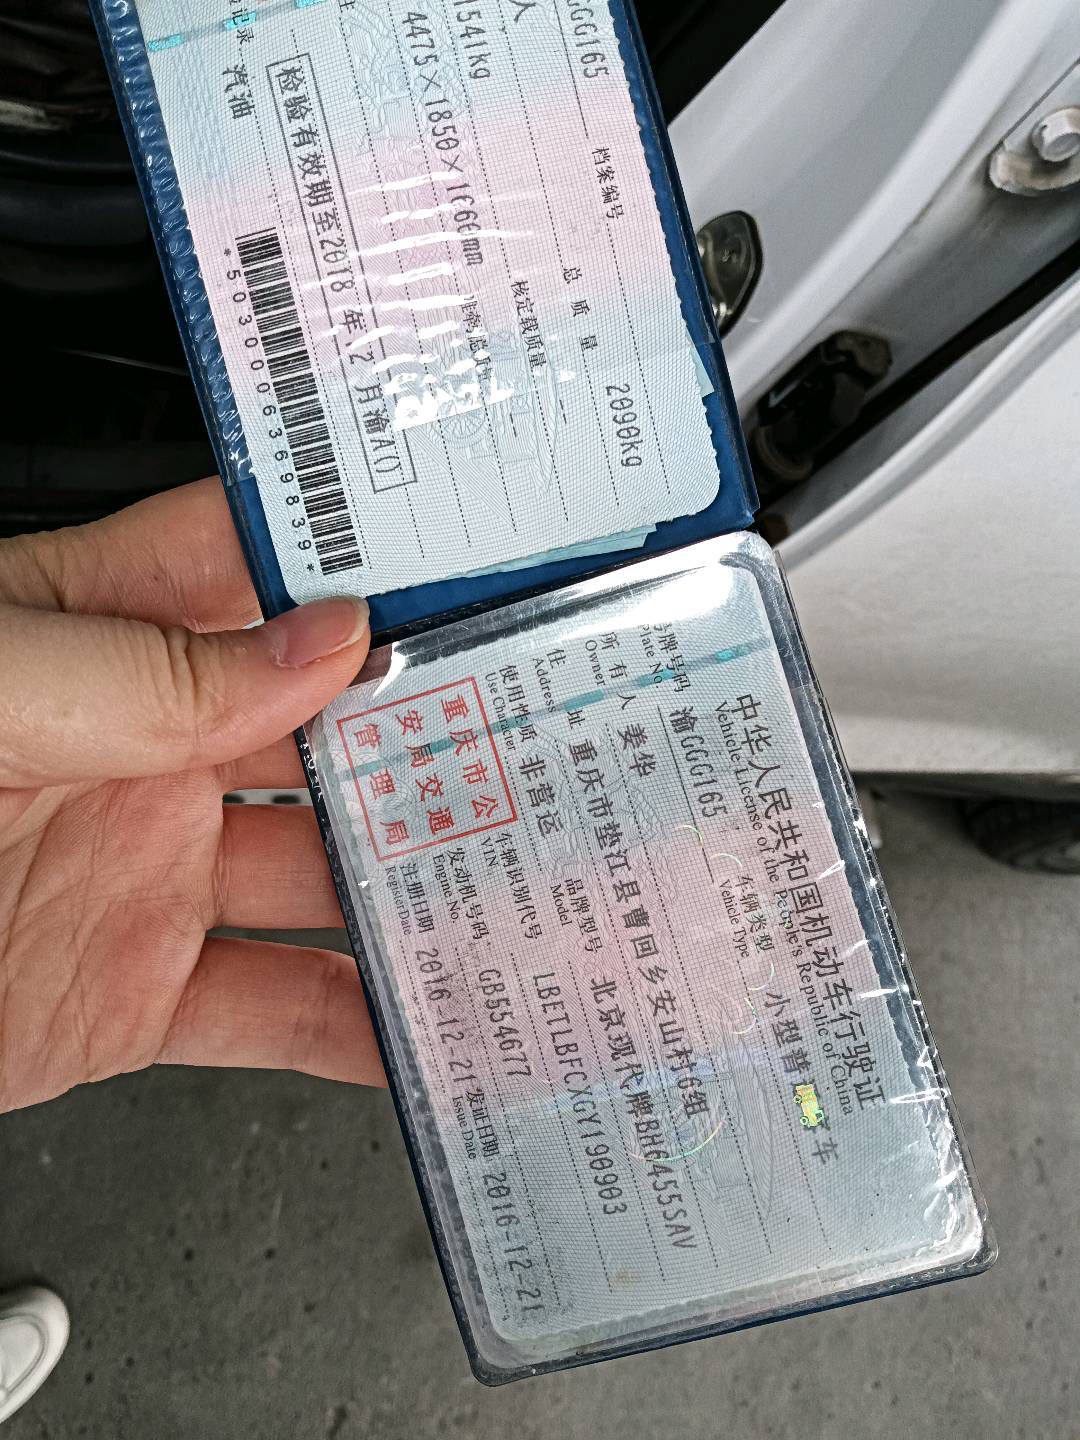 中华人民共和国机动车行驶证
Vehicle License of the People's Republic of China
号牌号码 渝GGG165 车辆类型 小型普 客车
Plate No. Vehicle Type
所有人 姜华
Owner
住址 重庆市垫江县曹回乡安山村6组
Address
使用性质 非营运 品牌型号 北京现代牌BH6455SAV
Use Character Model
车辆识别代号 LBETLBFCXGY190903
VIN
重庆市公
安局交通
管理局
发动机号码 GB554677
Engine No.
注册日期 2016-12-21 发证日期 2016-12-21
Register Date Issue Date
GGG165 档案编号
人 总质量 2090kg
1541kg 核定载质量
4475×1850×1660mm
检验有效期至2018年12月渝A()
记录 汽油
*5030006369839*